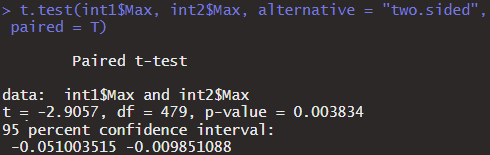 > t.test(int1$Max, int2$Max, alternative = "two.sided",
paired = T)
Paired t-test
data:  int1$Max and int2$Max
t = -2.9057, df = 479, p-value = 0.003834
95 percent confidence interval:
-0.051003515 -0.009851088